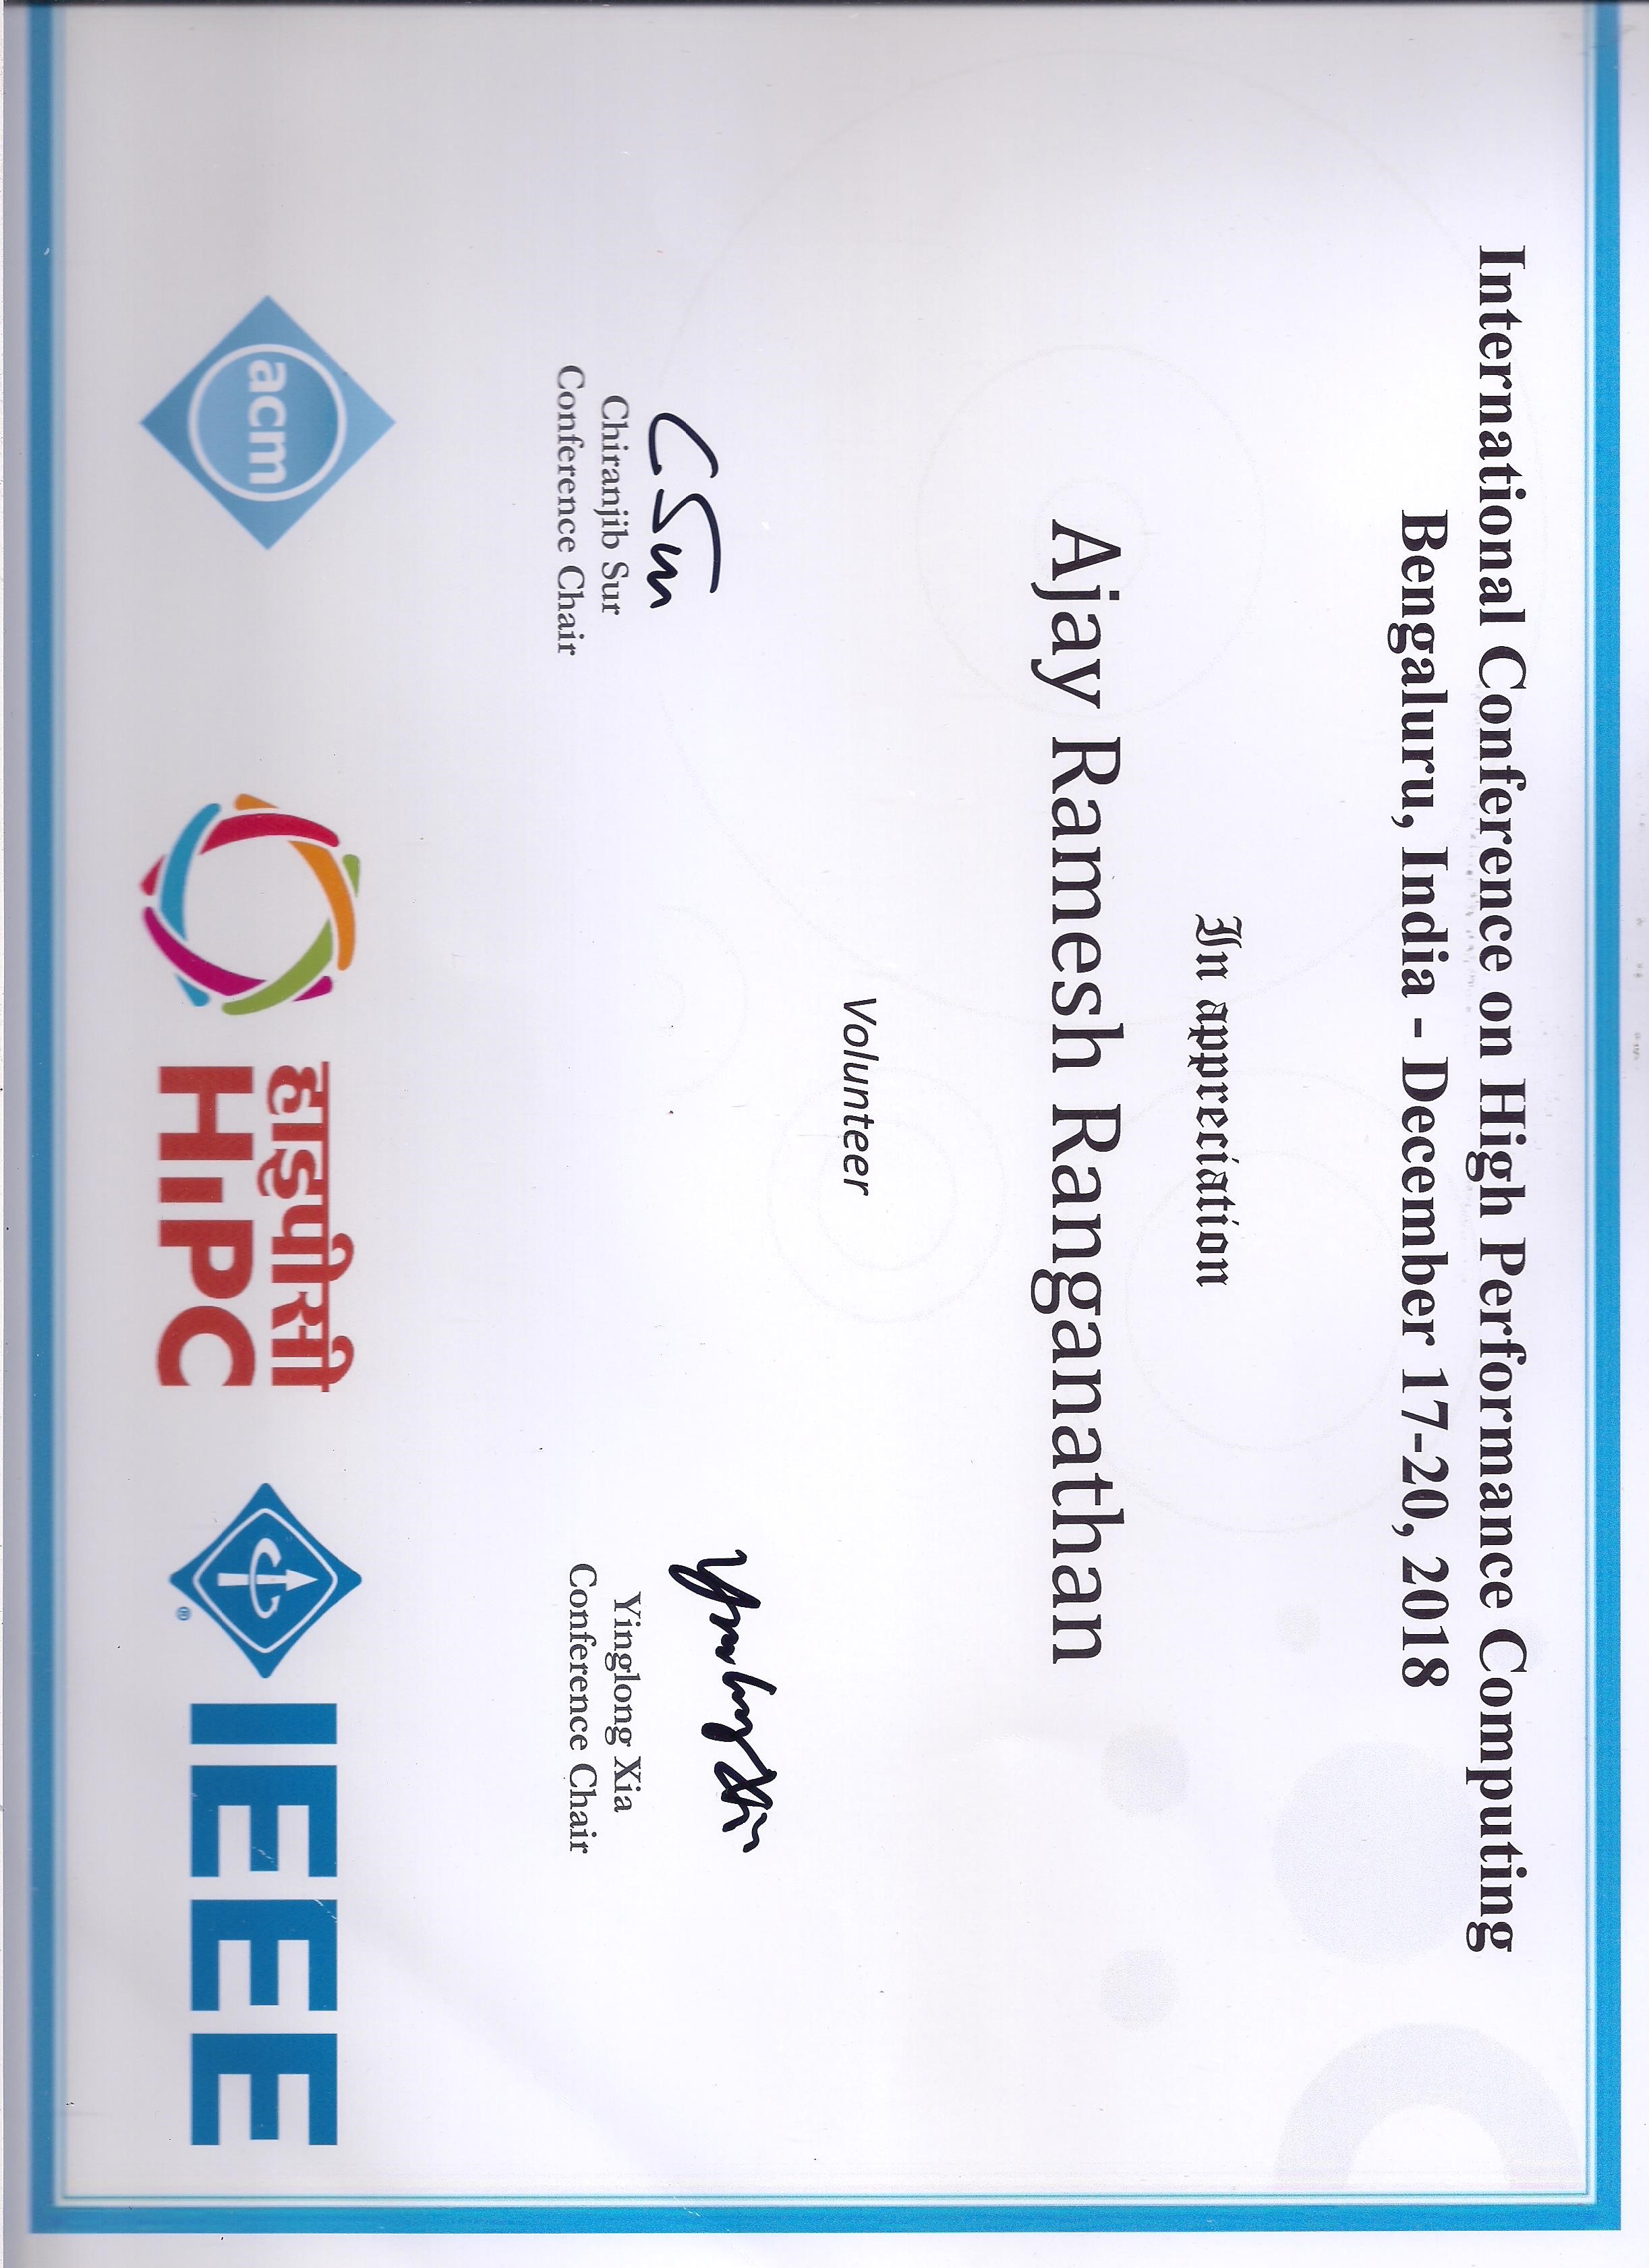 International Conference on High Performance Computing
Bengaluru, India - December 17-20, 2018
In appreciation
Ajay Ramesh Ranganathan
Volunteer
C Sur
Yinglong Xia
Chiranjib Sur
Conference Chair
Yinglong Xia
Conference Chair
acm
हाइपीसी
HiPC
®
IEEE